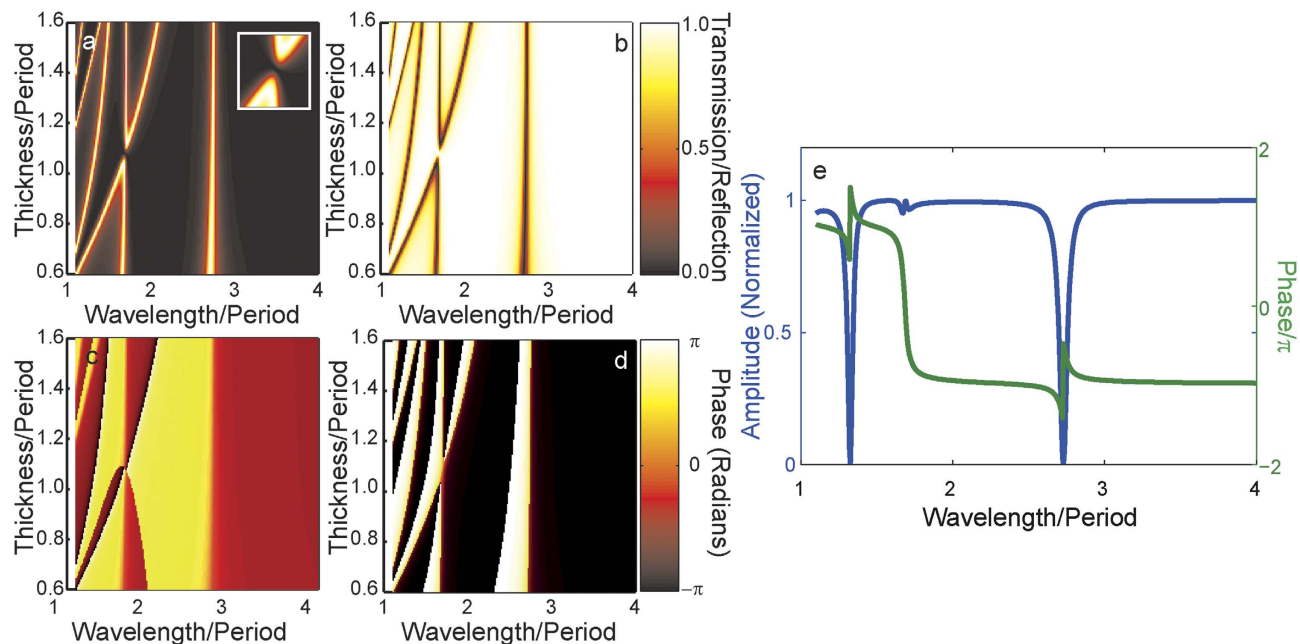 a
1.6
1.4
1.2
1.0
0.8
0.6
1
2
3
4
Thickness/Period
Wavelength/Period
b
1.6
1.4
1.2
1.0
0.8
0.6
1
2
3
4
Thickness/Period
Wavelength/Period
1.0
0.5
0.0
Transmission/Reflection
c
1.6
1.4
1.2
1.0
0.8
0.6
1
2
3
4
Thickness/Period
Wavelength/Period
d
1.6
1.4
1.2
1.0
0.8
0.6
1
2
3
4
Thickness/Period
Wavelength/Period
π
0
−π
Phase (Radians)
e
1
0.5
0
Amplitude (Normalized)
1
2
3
4
Wavelength/Period
2
0
−2
Phase/π